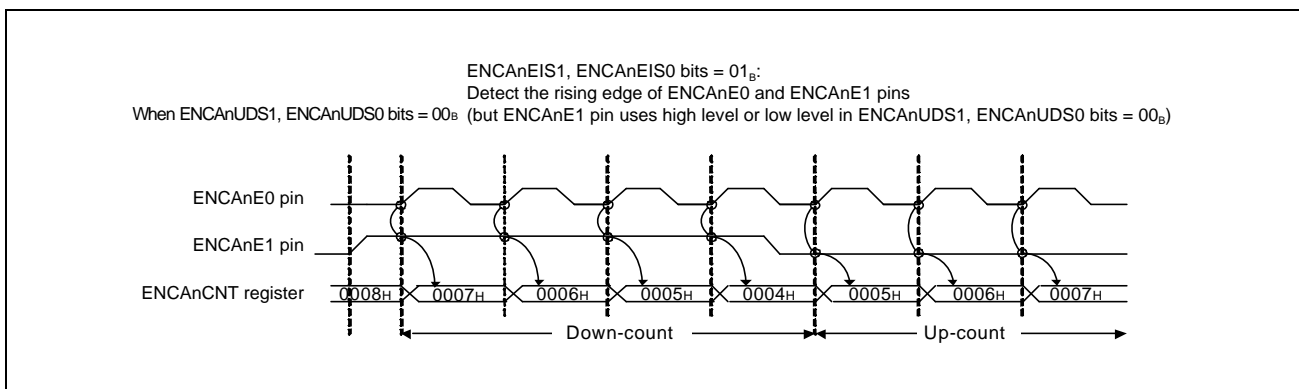 ENCAnEIS1, ENCAnEIS0 bits = 01B:
Detect the rising edge of ENCAnE0 and ENCAnE1 pins
When ENCAnUDS1, ENCAnUDS0 bits = 00B (but ENCAnE1 pin uses high level or low level in ENCAnUDS1, ENCAnUDS0 bits = 00B)
ENCAnE0 pin
ENCAnE1 pin
ENCAnCNT register 0008H 0007H 0006H 0005H 0004H 0005H 0006H 0007H
Down-count Up-count